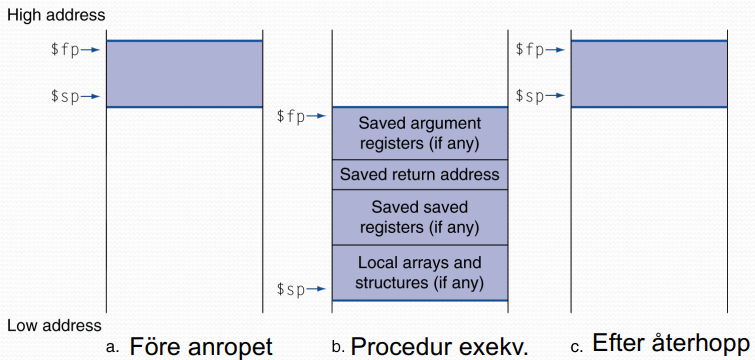 High address
$fp
$sp
$fp
Saved argument
registers (if any)
Saved return address
Saved saved
registers (if any)
Local arrays and
structures (if any)
$sp
$fp
$sp
Low address
a. Före anropet
b. Procedur exekv.
c. Efter återhopp